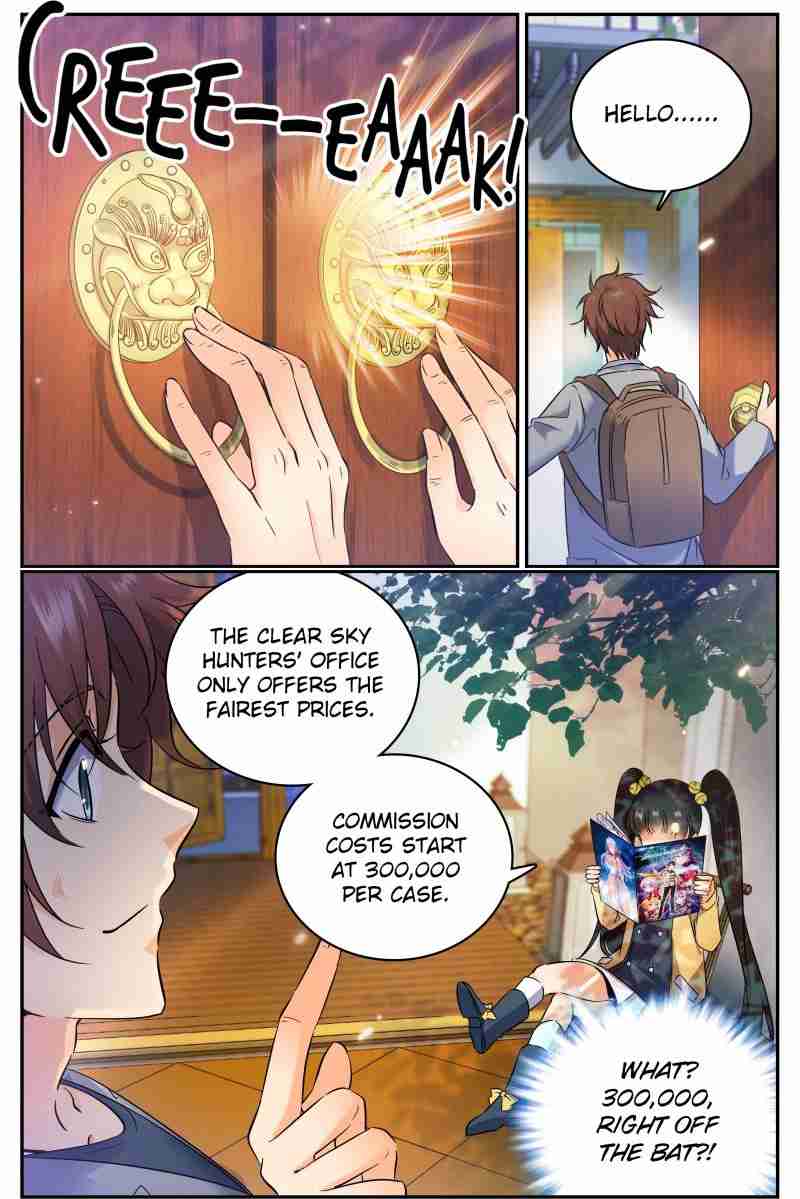 CREEE---EAAAK!
HELLO......
THE CLEAR SKY
HUNTERS' OFFICE
ONLY OFFERS THE
FAIREST PRICES.
COMMISSION
COSTS START
AT 300,000
PER CASE.
WHAT?
300,000,
RIGHT OFF
THE BAT?!